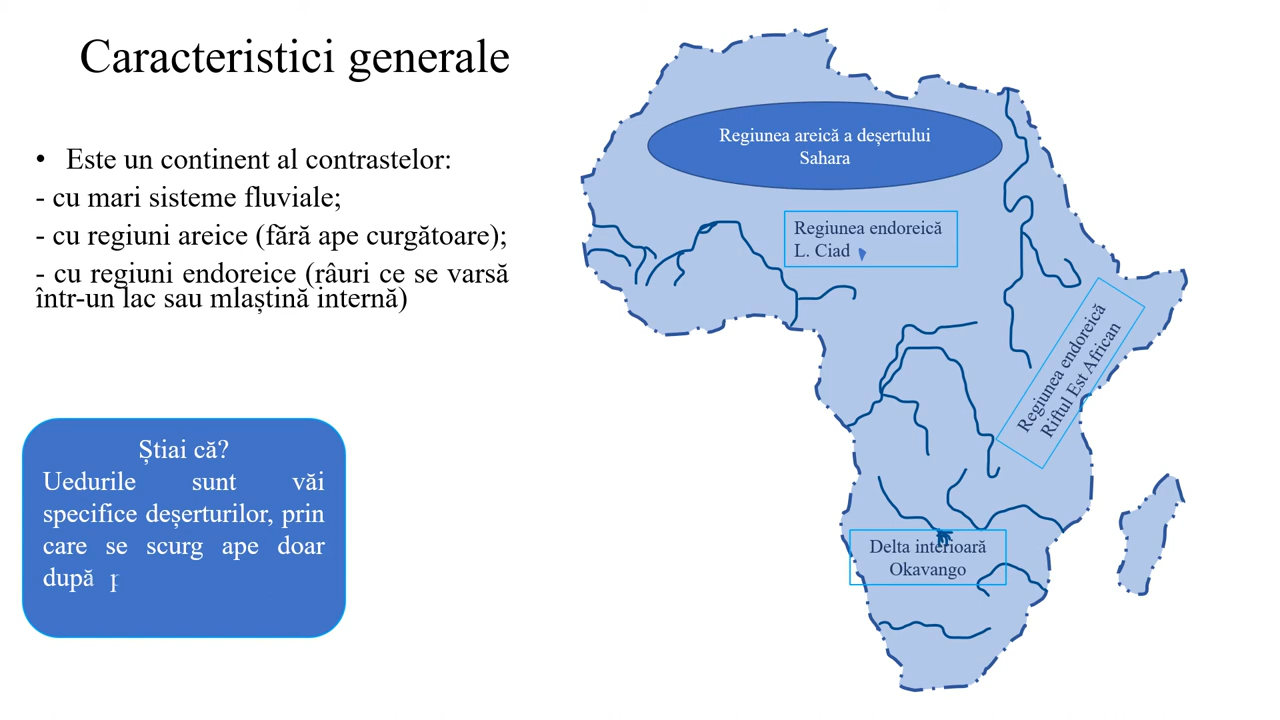 Caracteristici generale
• Este un continent al contrastelor:
- cu mari sisteme fluviale;
- cu regiuni areice (fără ape curgătoare);
- cu regiuni endoreice (râuri ce se varsă
într-un lac sau mlaștină internă)
Știai că?
Uedurile sunt văi
specifice deșerturilor, prin
care se scurg ape doar
după
Regiunea areică a deșertului
Sahara
Regiunea endoreică
L. Ciad
Regiunea endoreică
Riftul Est African
Delta interioară
Okavango